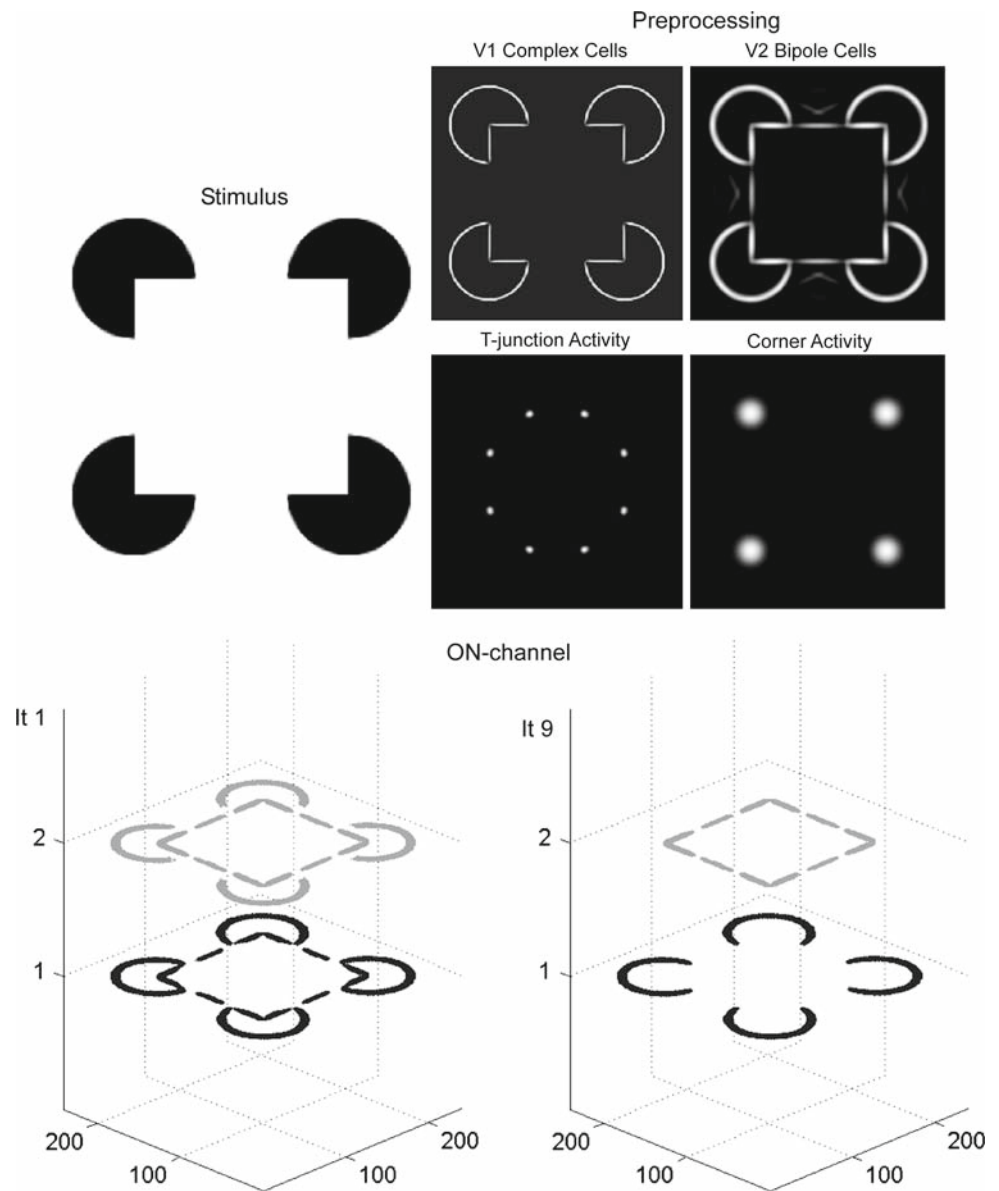 Preprocessing
V1 Complex Cells
V2 Bipole Cells
Stimulus
T-junction Activity
Corner Activity
ON-channel
It 1
It 9
2
2
1
1
200
100
100
200
200
100
100
200